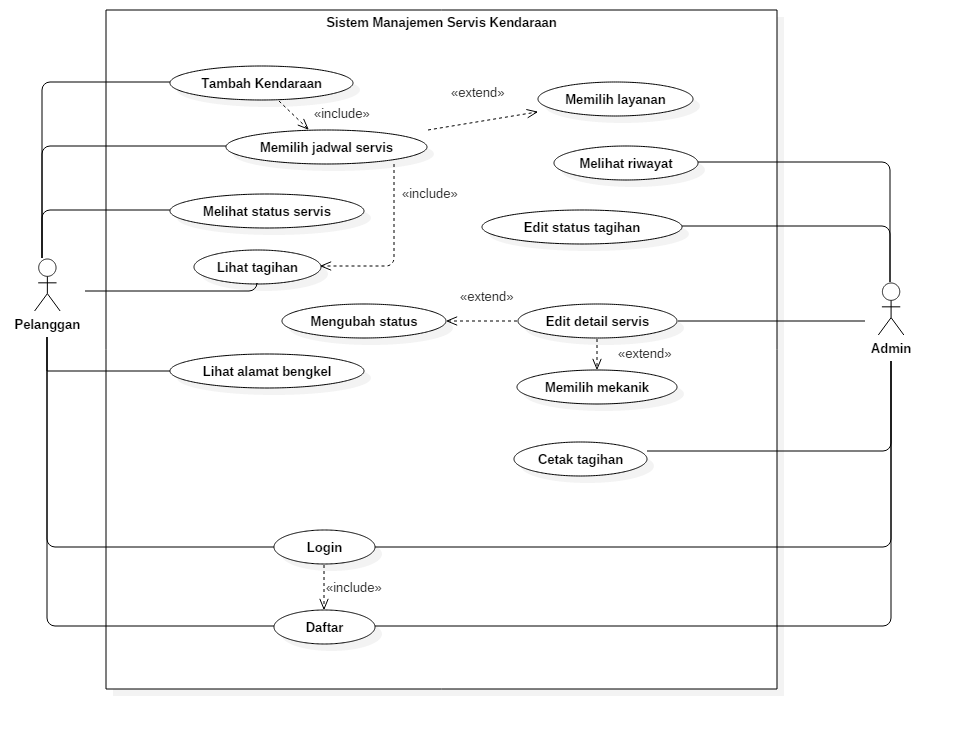 Sistem Manajemen Servis Kendaraan
Tambah Kendaraan
«extend»
Memilih layanan
«include»
Memilih jadwal servis
Melihat riwayat
«include»
Melihat status servis
Edit status tagihan
Lihat tagihan
«extend»
Pelanggan
Mengubah status
Edit detail servis
Admin
«extend»
Lihat alamat bengkel
Memilih mekanik
Cetak tagihan
Login
«include»
Daftar